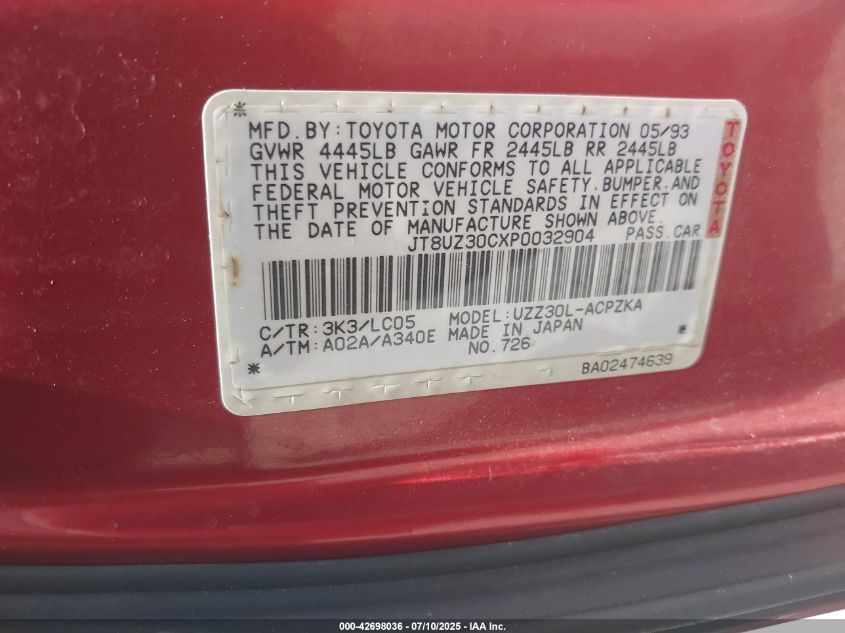 MFD. BY: TOYOTA MOTOR CORPORATION 05/93
GVWR 4445LB GAWR FR 2445LB RR 2445LB
THIS VEHICLE CONFORMS TO ALL APPLICABLE
FEDERAL MOTOR VEHICLE SAFETY, BUMPER, AND
THEFT PREVENTION STANDARDS IN EFFECT ON
THE DATE OF MANUFACTURE SHOWN ABOVE.
JT8UZ30CXP0032904 PASS. CAR
TOYOTA
C/TR: 3K3/LC05 MODEL: UZZ30L-ACPZKA
A/TM: A02A/A340E MADE IN JAPAN
NO. 726
BA02474639
000-42698036 - 07/10/2025 - IAA Inc.